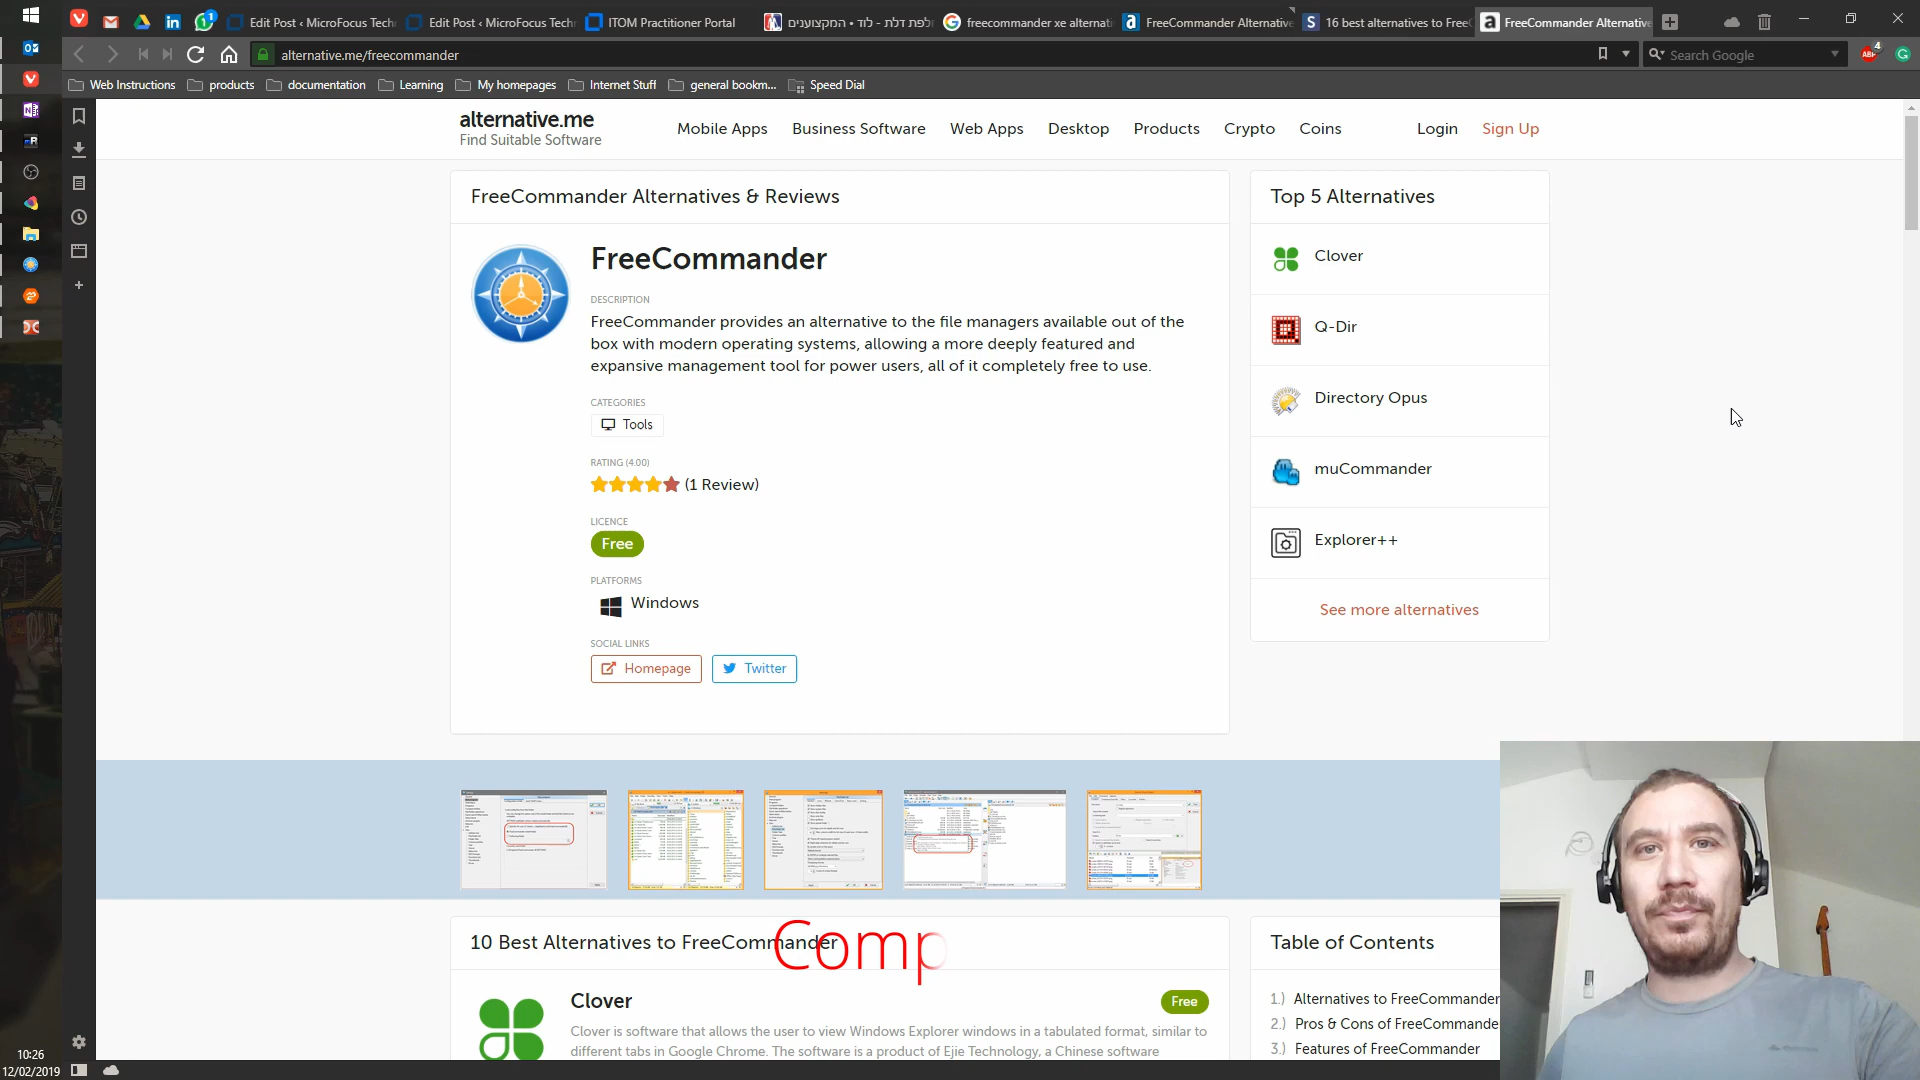 Edit Post ‹ MicroFocus Tech
Edit Post ‹ MicroFocus Tech
ITOM Practitioner Portal
לפת דלת - לוד • המקצוענים
freecommander xe alternati
FreeCommander Alternative
16 best alternatives to Free
FreeCommander Alternative
alternative.me/freecommander
Search Google
ABP
4
Web Instructions
products
documentation
Learning
My homepages
Internet Stuff
general bookm...
Speed Dial
alternative.me
Find Suitable Software
Mobile Apps
Business Software
Web Apps
Desktop
Products
Crypto
Coins
Login
Sign Up
FreeCommander Alternatives & Reviews
FreeCommander
DESCRIPTION
FreeCommander provides an alternative to the file managers available out of the
box with modern operating systems, allowing a more deeply featured and
expansive management tool for power users, all of it completely free to use.
CATEGORIES
Tools
RATING (4.00)
(1 Review)
LICENCE
Free
PLATFORMS
Windows
SOCIAL LINKS
Homepage
Twitter
Top 5 Alternatives
Clover
Q-Dir
Directory Opus
muCommander
Explorer++
See more alternatives
10 Best Alternatives to FreeCommander
Comp
Clover
Free
Clover is software that allows the user to view Windows Explorer windows in a tabulated format, similar to
different tabs in Google Chrome. The software is a product of Ejie Technology, a Chinese software
Table of Contents
1.) Alternatives to FreeCommander
2.) Pros & Cons of FreeCommande
3.) Features of FreeCommander
10:26
12/02/2019